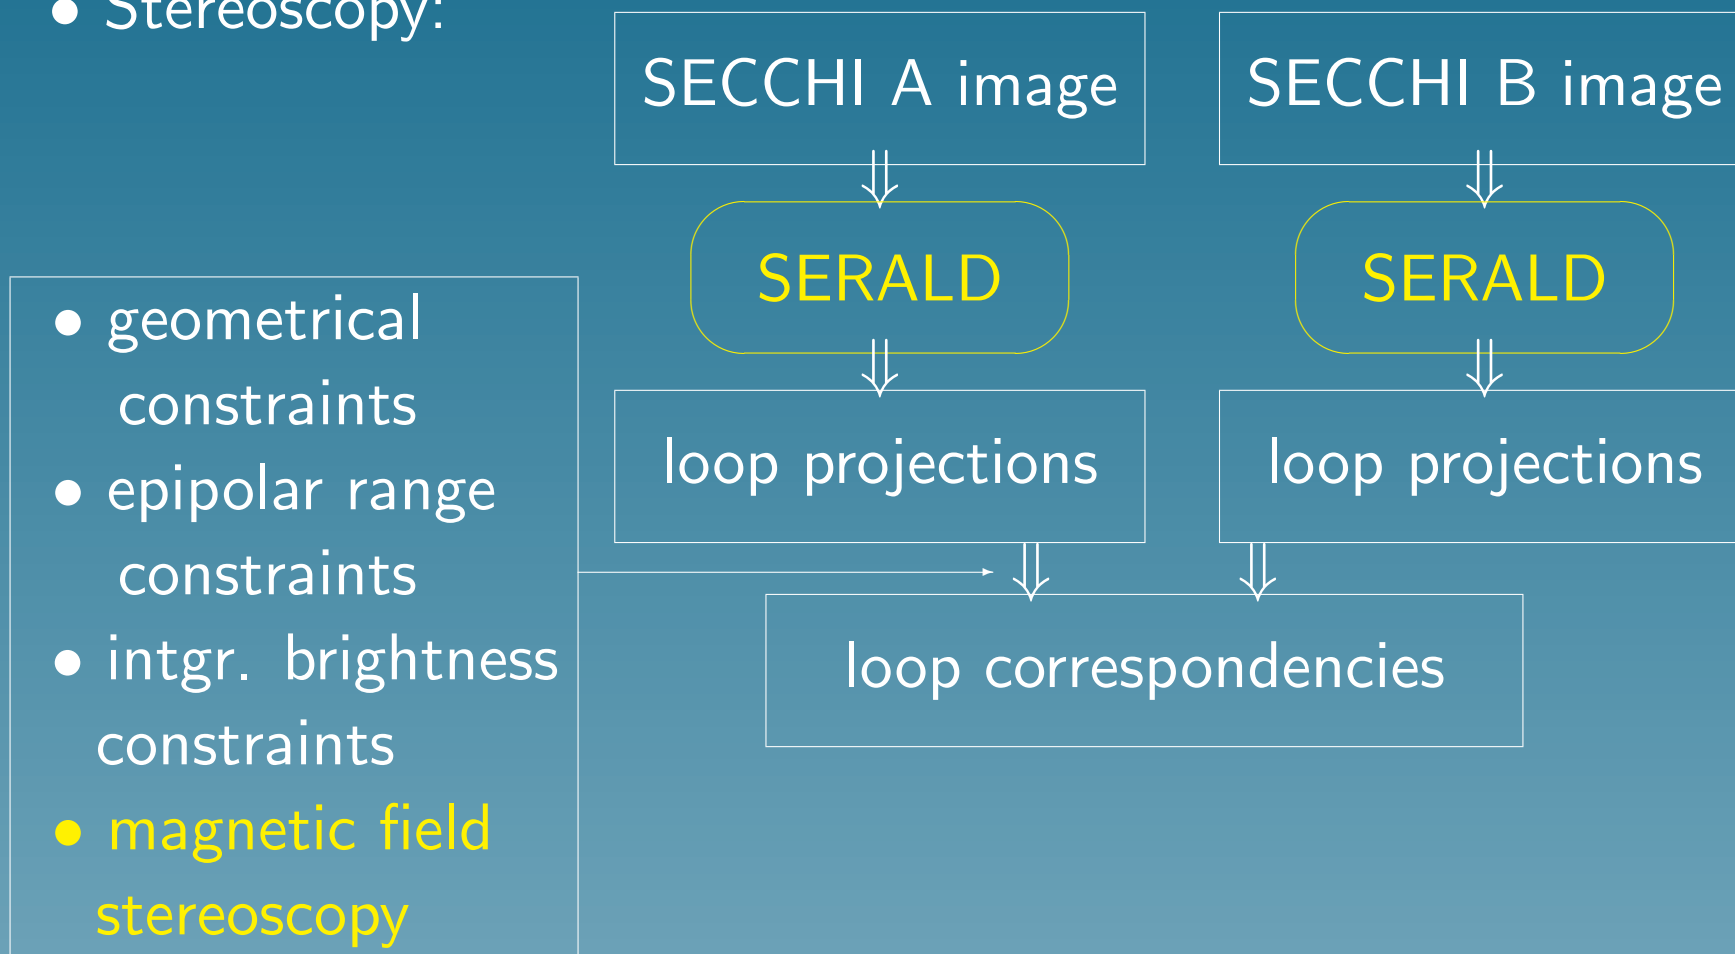 • Stereoscopy:
SECCHI A image
SECCHI B image
SERALD
SERALD
loop projections
loop projections
loop correspondencies
• geometrical
constraints
• epipolar range
constraints
• intgr. brightness
constraints
• magnetic field
stereoscopy